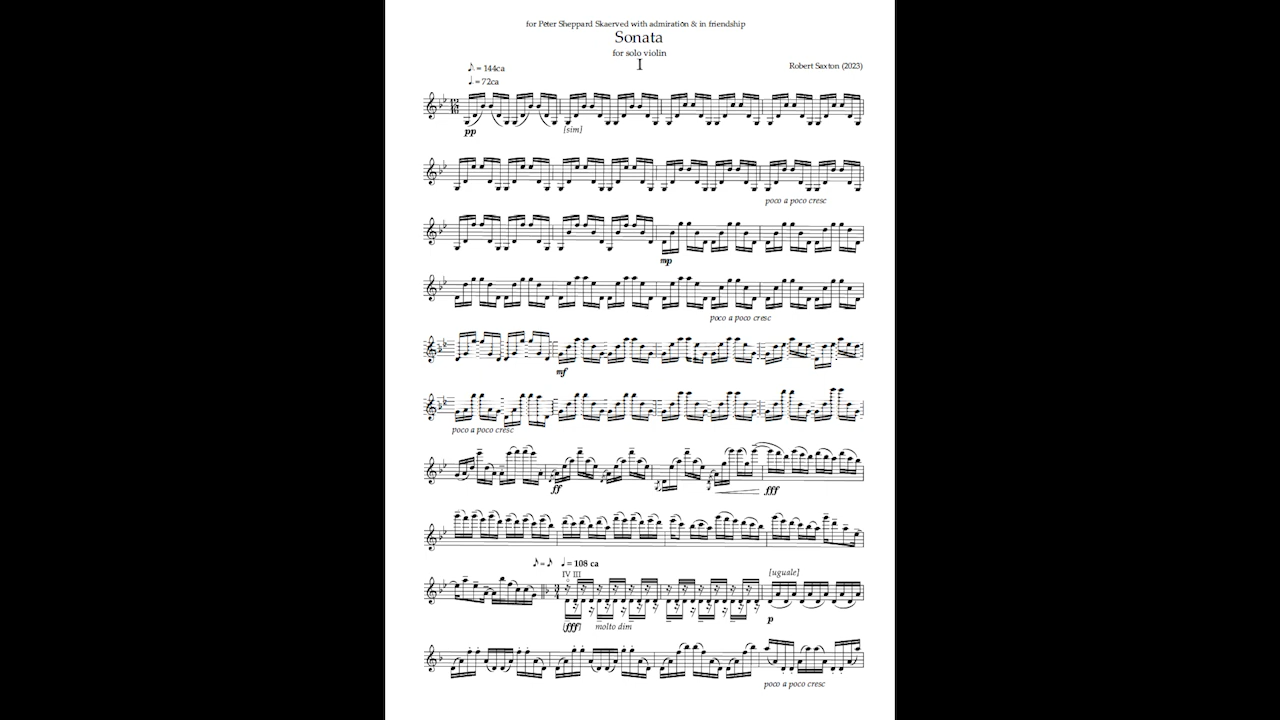 for Peter Sheppard Skaerved with admiration & in friendship
Sonata
for solo violin
I
Robert Saxton (2023)
♪ = 144ca
♩ = 72ca
pp
[sim]
poco a poco cresc
mp
poco a poco cresc
mf
poco a poco cresc
ff
fff
♪ = ♪ ♩ = 108 ca
IV III
[uguale]
[fff]
molto dim
p
poco a poco cresc